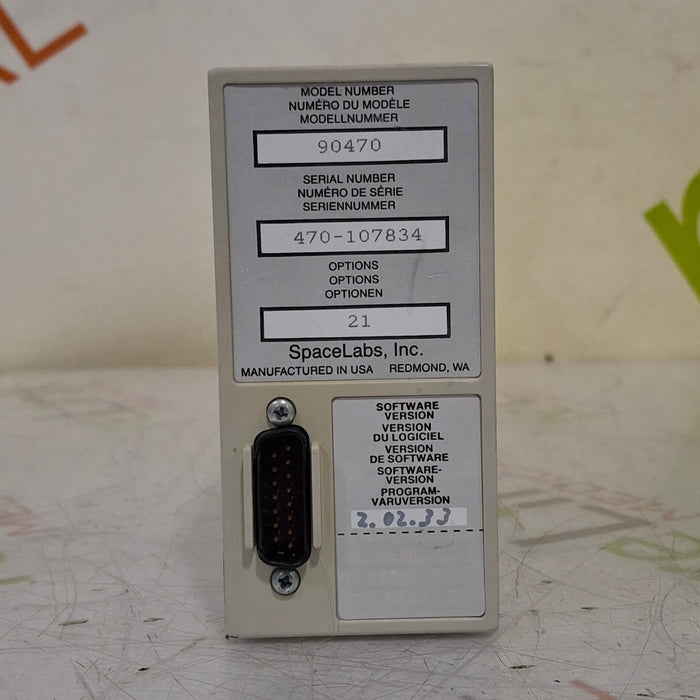 MODEL NUMBER
NUMÉRO DU MODÈLE
MODELLNUMMER
90470
SERIAL NUMBER
NUMÉRO DE SÉRIE
SERIENNUMMER
470-107834
OPTIONS
OPTIONS
OPTIONEN
21
SpaceLabs, Inc.
MANUFACTURED IN USA REDMOND, WA
SOFTWARE
VERSION
VERSION
DU LOGICIEL
VERSION
DE SOFTWARE
SOFTWARE-
VERSION
PROGRAM-
VARUVERSION
2.02.33